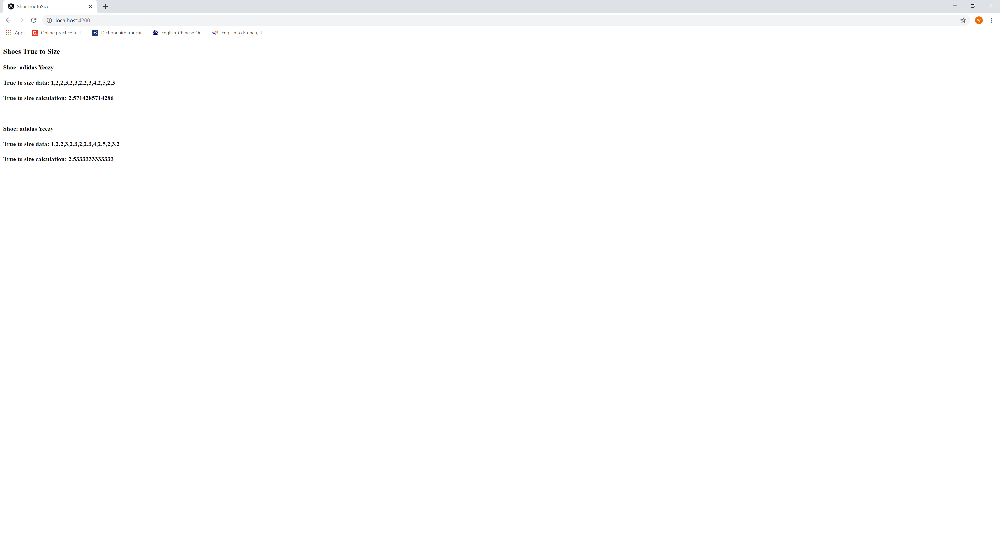 ShoeTrueToSize
localhost:4200
W
Apps
C. Online practice test...
Dictionnaire françai...
English-Chinese On...
WR English to French, It...
Shoes True to Size
Shoe: adidas Yeezy
True to size data: 1,2,2,3,2,3,2,2,3,4,2,5,2,3
True to size calculation: 2.5714285714286
Shoe: adidas Yeezy
True to size data: 1,2,2,3,2,3,2,2,3,4,2,5,2,3,2
True to size calculation: 2.5333333333333